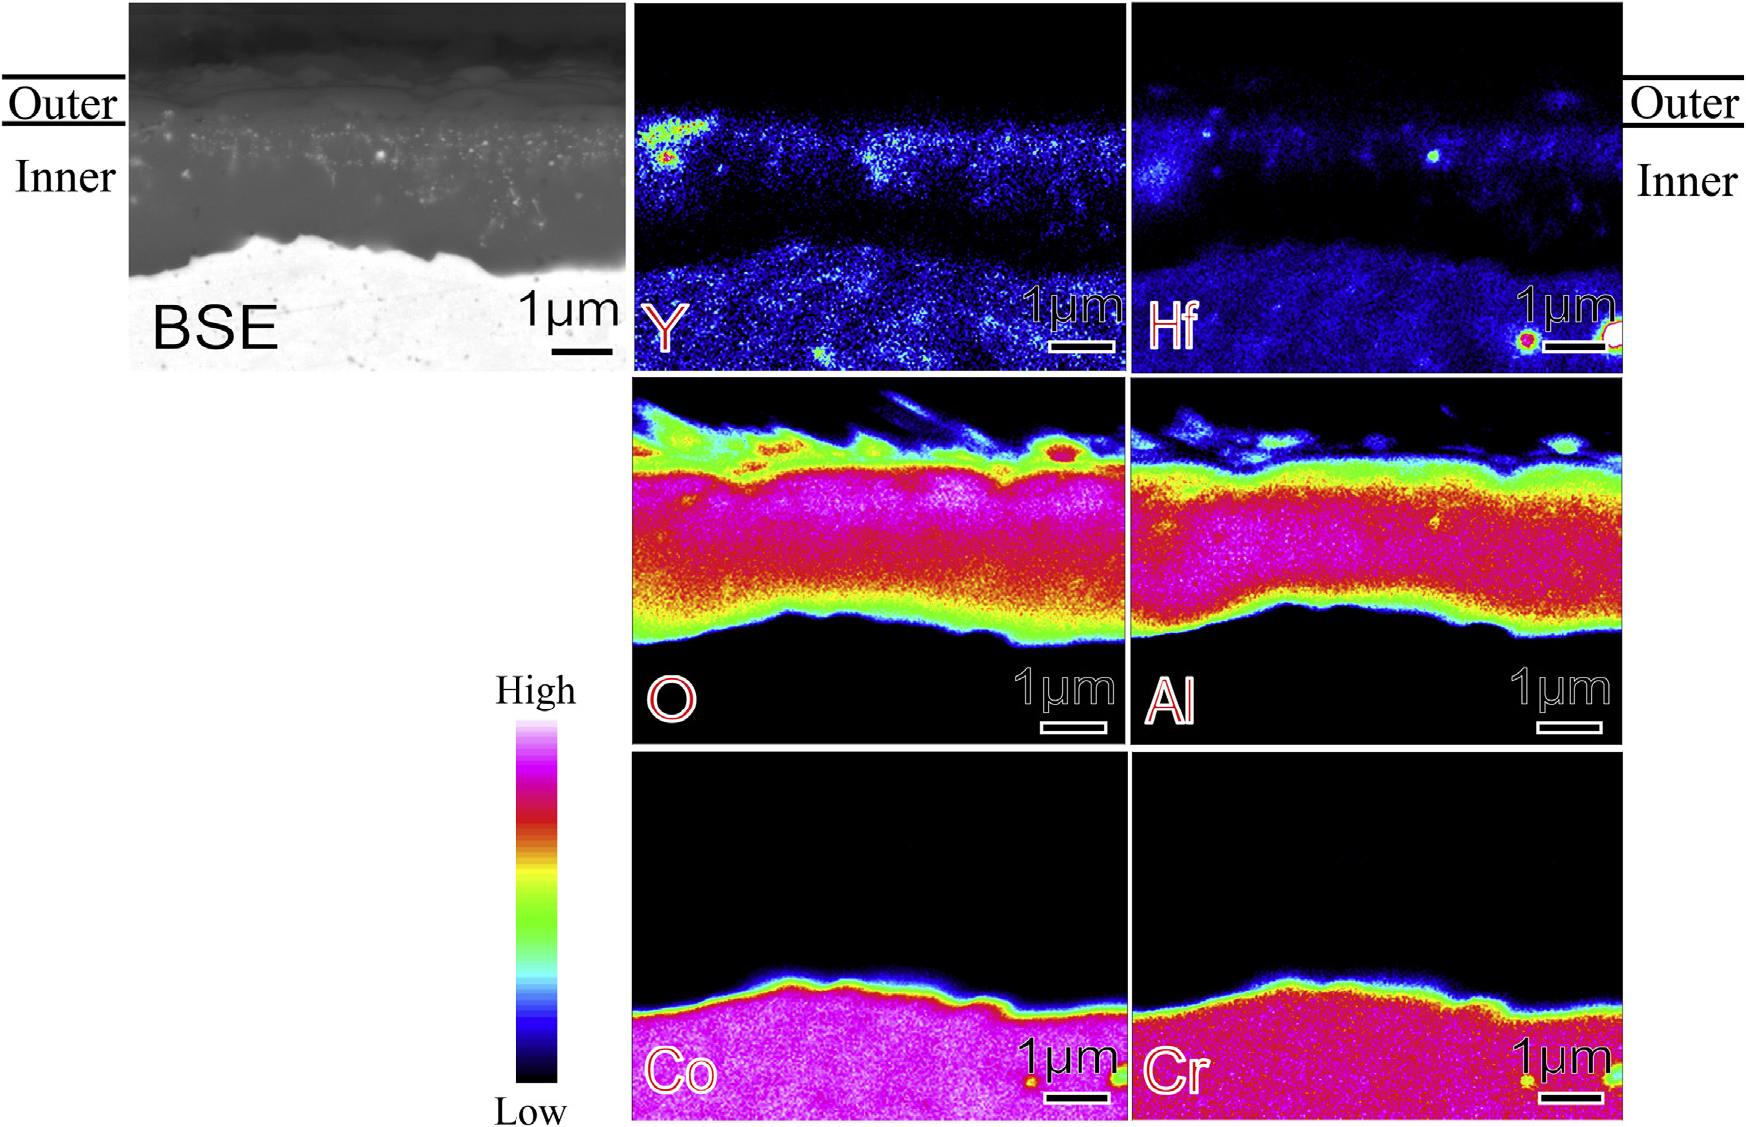 Outer
Inner
BSE
1μm
Y
1μm
Hf
1μm
Outer
Inner
O
1μm
Al
1μm
High
Low
Co
1μm
Cr
1μm